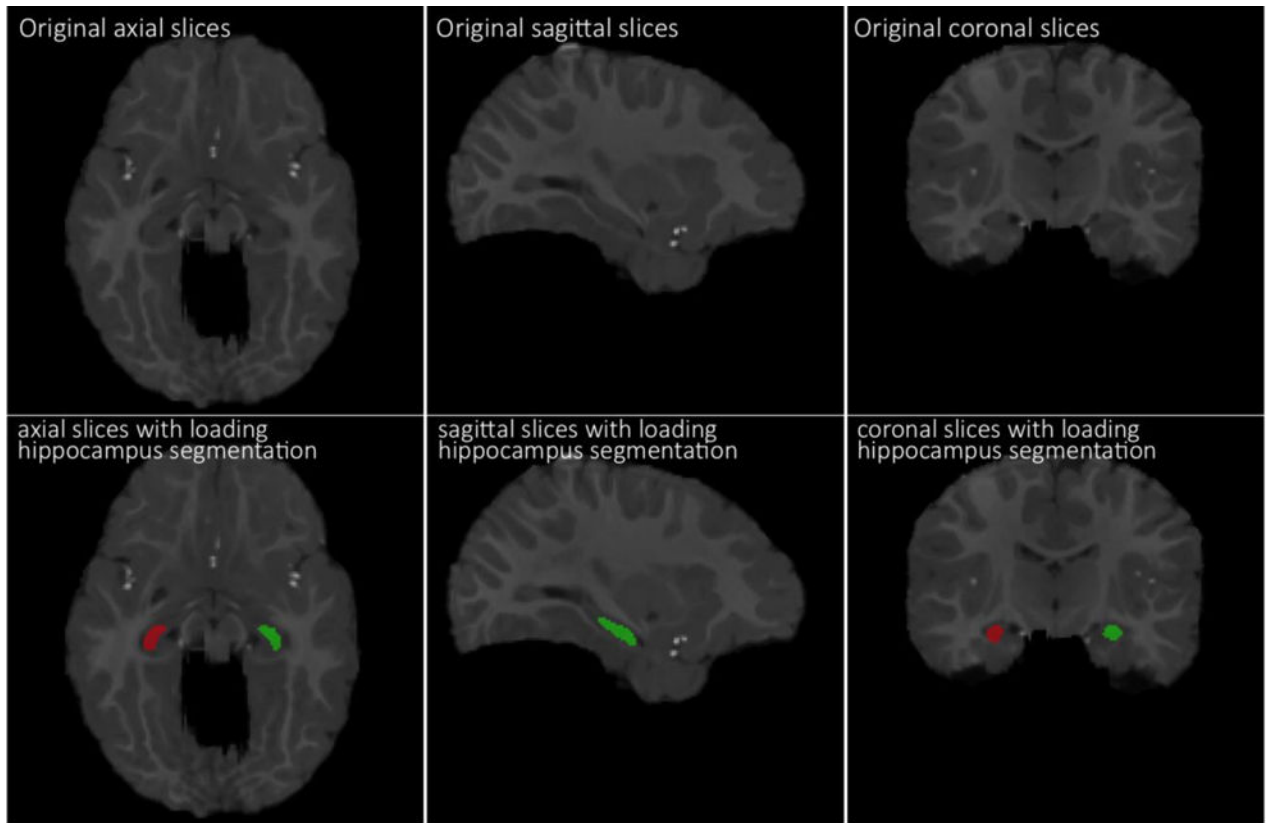 Original axial slices
Original sagittal slices
Original coronal slices
axial slices with loading
hippocampus segmentation
sagittal slices with loading
hippocampus segmentation
coronal slices with loading
hippocampus segmentation